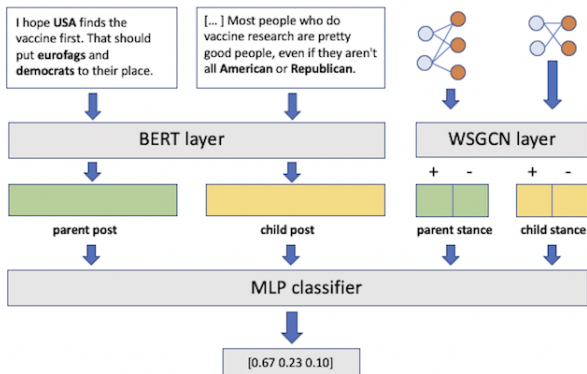 I hope USA finds the
vaccine first. That should
put eurofags and
democrats to their place.
[... ] Most people who do
vaccine research are pretty
good people, even if they aren't
all American or Republican.
BERT layer
WSGCN layer
+ - + -
parent post
child post
parent stance
child stance
MLP classifier
[0.67 0.23 0.10]